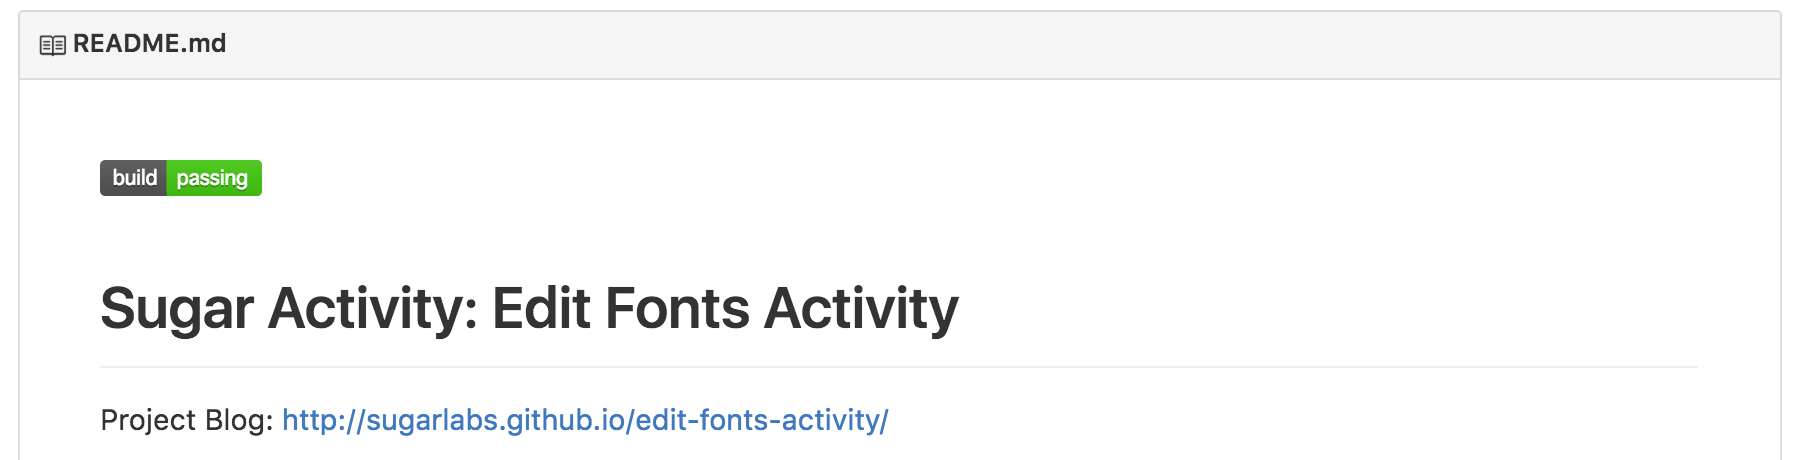 README.md
build passing
Sugar Activity: Edit Fonts Activity
Project Blog: http://sugarlabs.github.io/edit-fonts-activity/